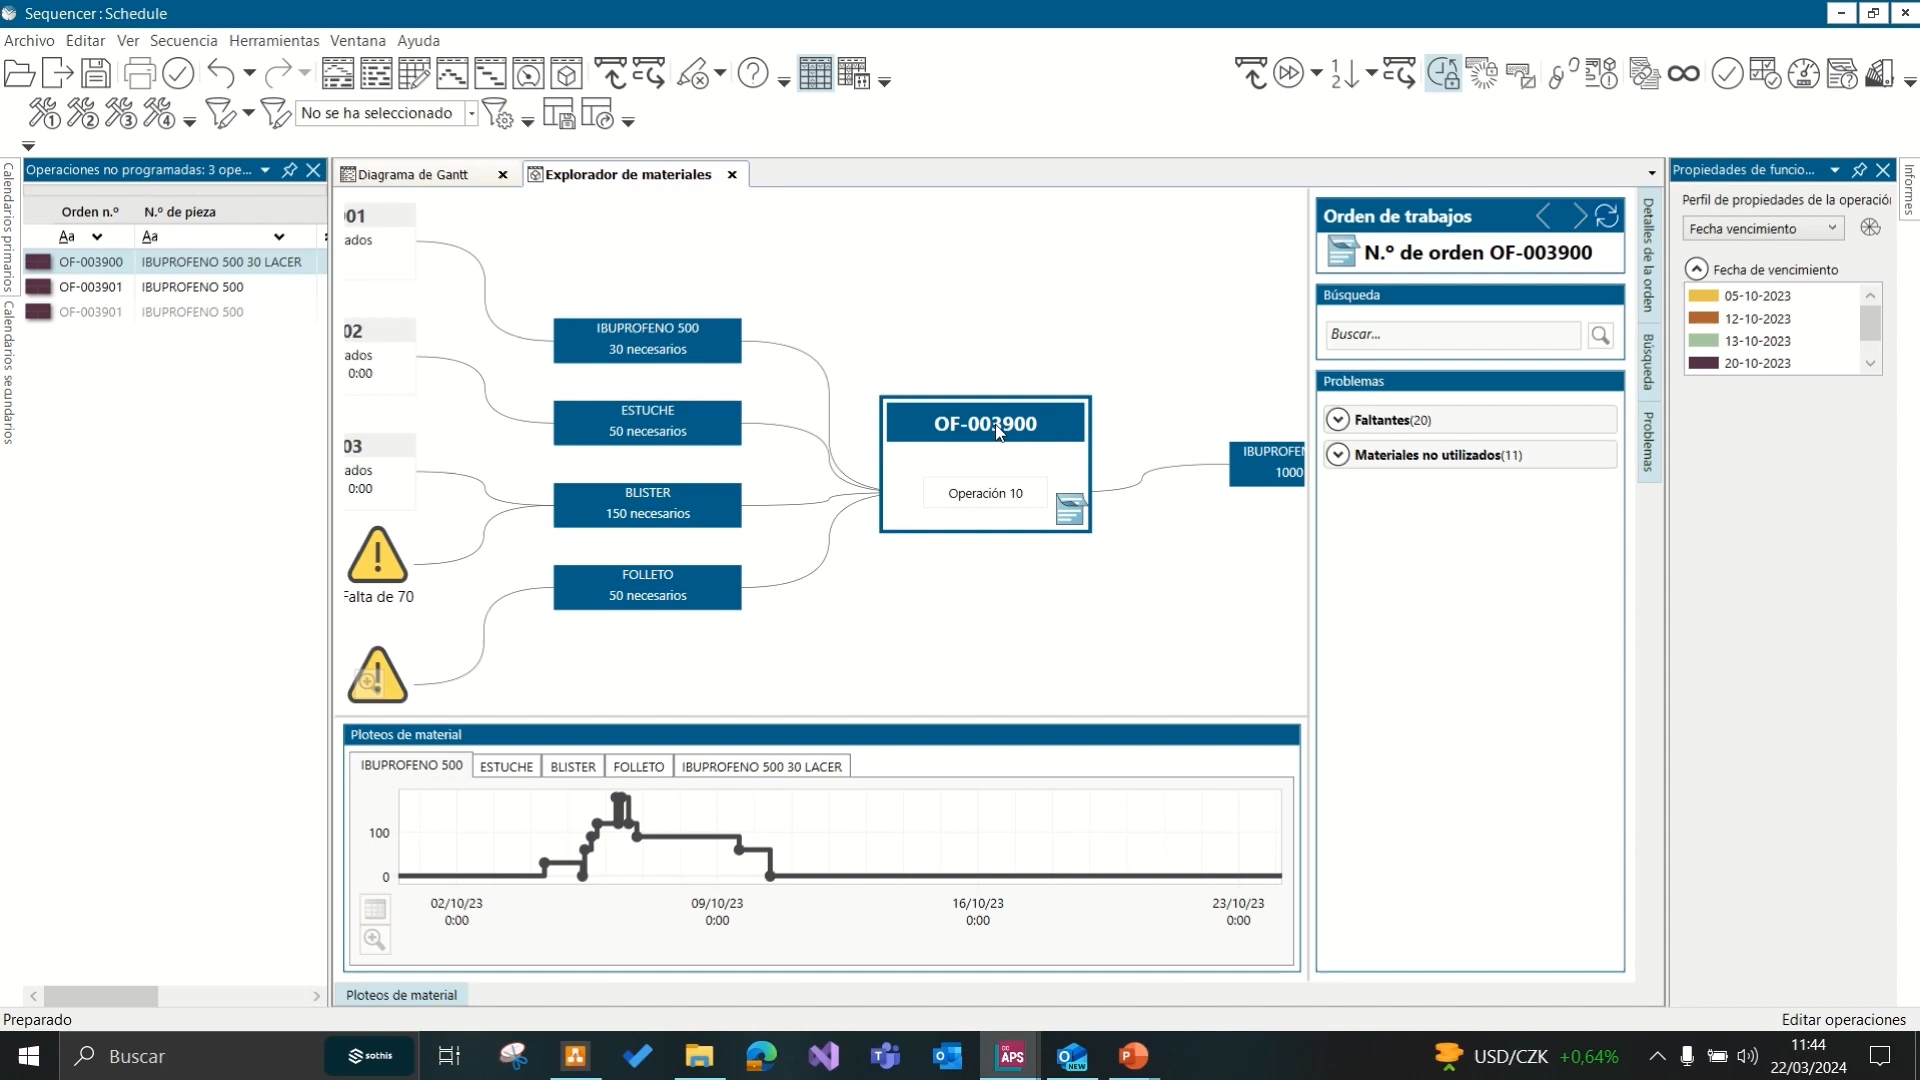 Sequencer : Schedule
Archivo Editar Ver Secuencia Herramientas Ventana Ayuda
No se ha seleccionado
Calendarios primarios
Calendarios secundarios
Operaciones no programadas: 3 ope...
Orden n.º N.º de pieza
Aa Aa
OF-003900 IBUPROFENO 500 30 LACER
OF-003901 IBUPROFENO 500
OF-003901 IBUPROFENO 500
Diagrama de Gantt
Explorador de materiales
01
ados
02
ados
0:00
03
ados
0:00
Falta de 70
IBUPROFENO 500
30 necesarios
ESTUCHE
50 necesarios
BLISTER
150 necesarios
FOLLETO
50 necesarios
OF-003900
Operación 10
IBUPROFEN
1000
Orden de trabajos
N.º de orden OF-003900
Búsqueda
Buscar...
Problemas
Faltantes(20)
Materiales no utilizados(11)
Detalles de la orden
Búsqueda
Problemas
Propiedades de funcio...
Perfil de propiedades de la operación
Fecha vencimiento
Fecha de vencimiento
05-10-2023
12-10-2023
13-10-2023
20-10-2023
Informes
Ploteos de material
IBUPROFENO 500 ESTUCHE BLISTER FOLLETO IBUPROFENO 500 30 LACER
100
0
02/10/23 09/10/23 16/10/23 23/10/23
0:00 0:00 0:00 0:00
Ploteos de material
Preparado
Editar operaciones
Buscar
sothis
CC
APS
NEW
USD/CZK +0,64%
11:44
22/03/2024